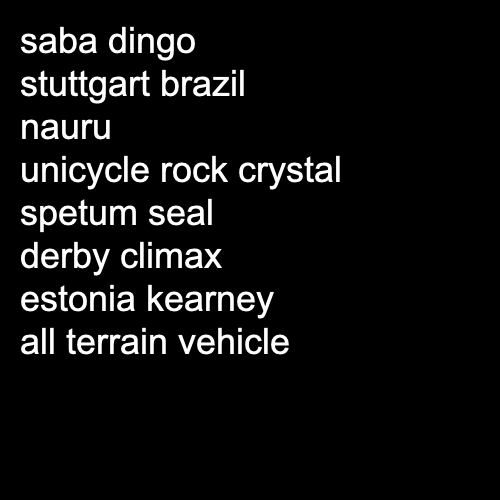 saba dingo
stuttgart brazil
nauru
unicycle rock crystal
spetum seal
derby climax
estonia kearney
all terrain vehicle